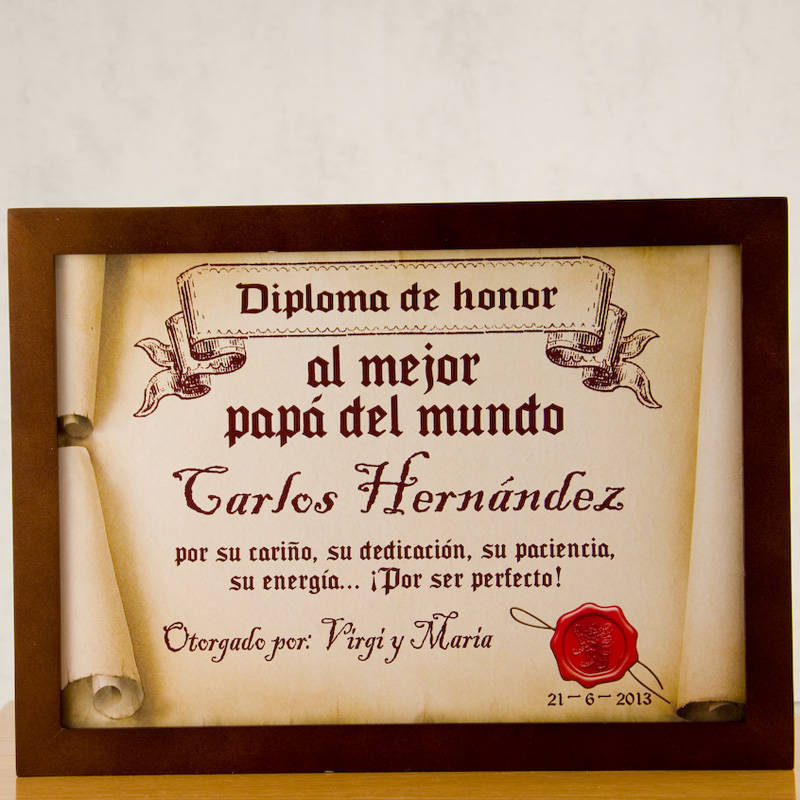 Diploma de honor
al mejor
papá del mundo
Carlos Hernández
por su cariño, su dedicación, su paciencia,
su energía... ¡Por ser perfecto!
Otorgado por: Virgi y Maria
21-6-2013